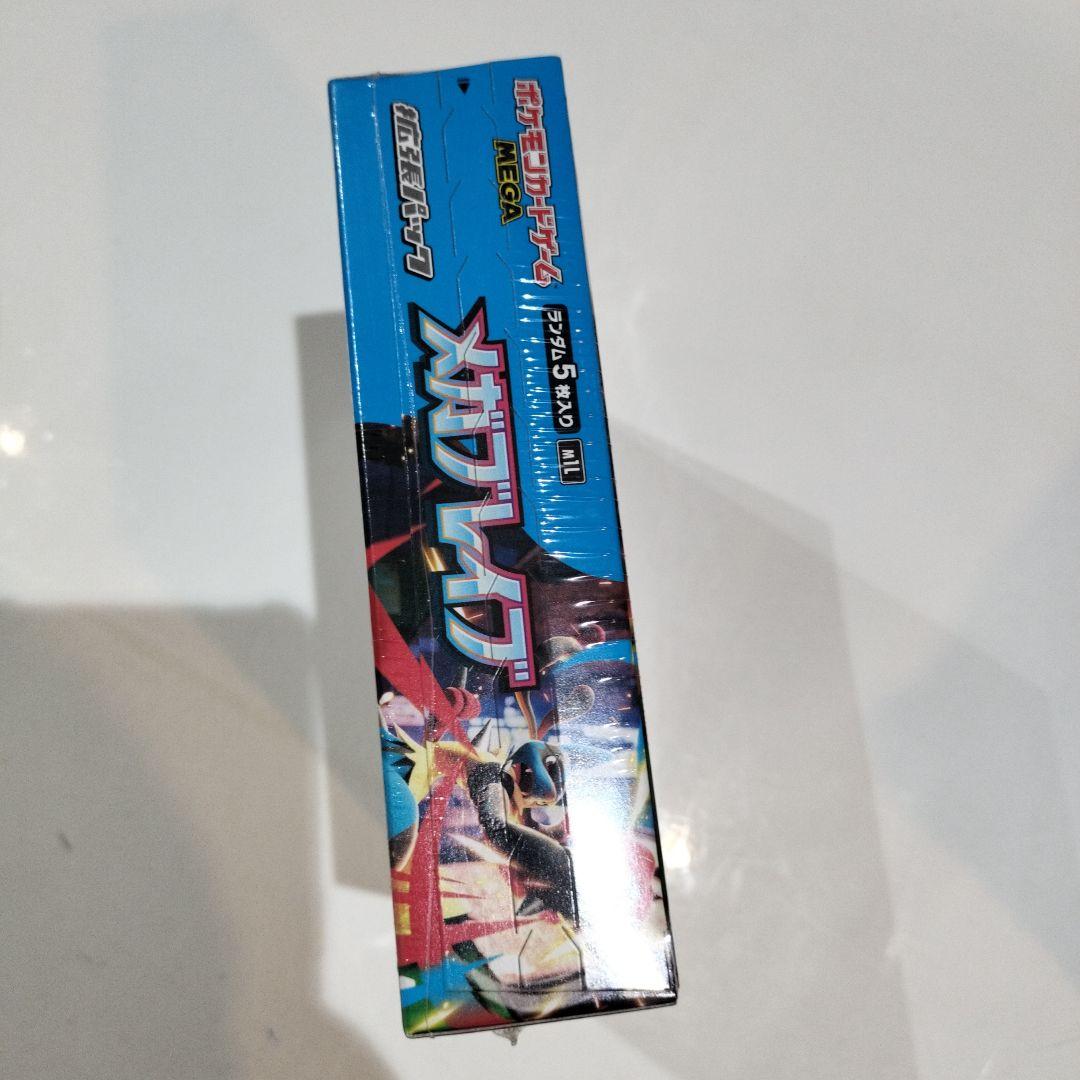 ポケモンカードゲーム
MEGA
ランダム5枚入り
M1L
拡張パック
メガブレイブ